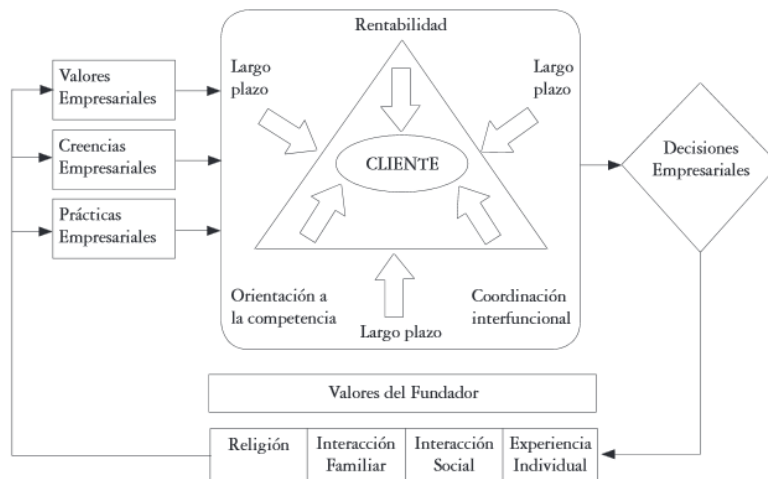 Rentabilidad
Valores
Empresariales
Creencias
Empresariales
Prácticas
Empresariales
Largo
plazo
Largo
plazo
CLIENTE
Orientación a
la competencia
Largo plazo
Coordinación
interfuncional
Decisiones
Empresariales
Valores del Fundador
Religión
Interacción
Familiar
Interacción
Social
Experiencia
Individual